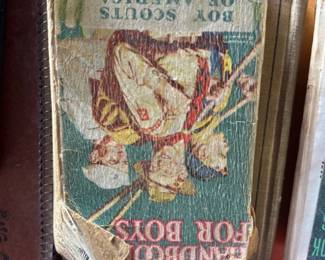 HANDBOOK
FOR BOYS
BOY SCOUTS
OF AMERICA